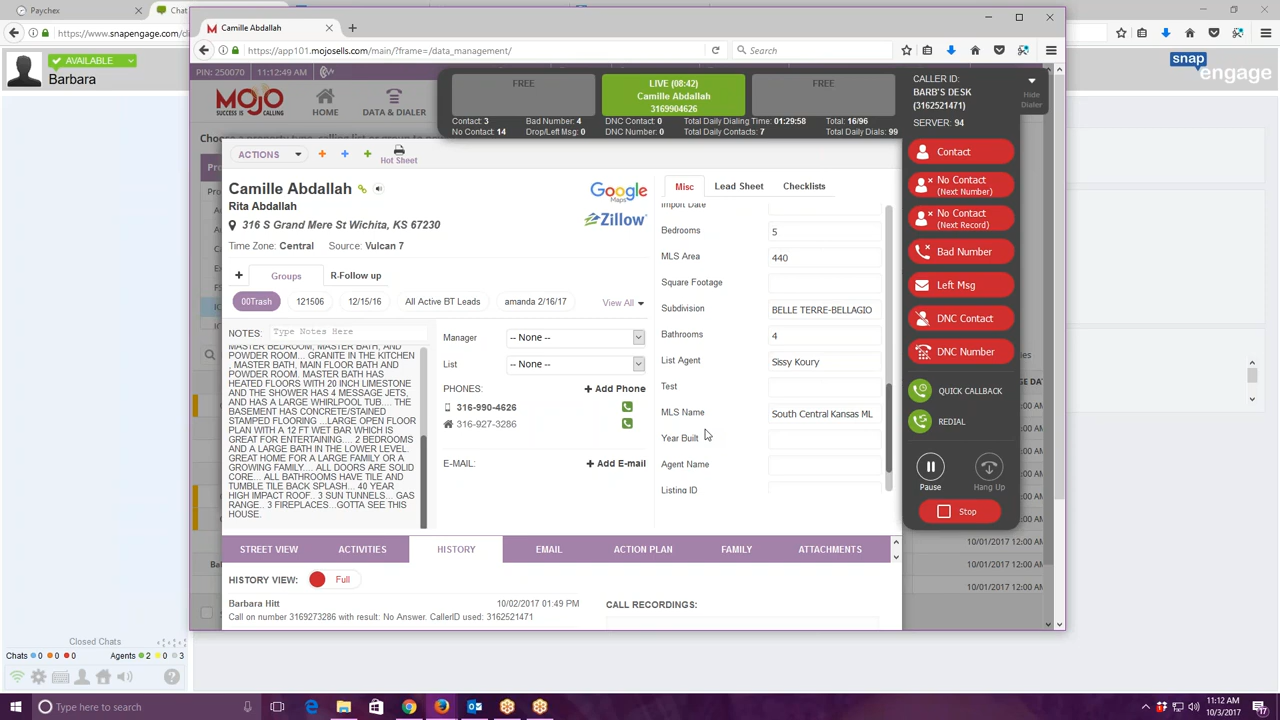 Paychex
Chat
https://www.snapengage.com/cli
AVAILABLE
Barbara
snap
engage
Camille Abdallah
https://app101.mojosells.com/main/?frame=/data_management/
Search
PIN: 250070
11:12:49 AM
MOJO
SUCCESS IS CALLING
HOME
DATA & DIALER
FREE
LIVE (08:42)
Camille Abdallah
3169904626
FREE
Contact: 3
Bad Number: 4
DNC Contact: 0
Total Daily Dialing Time: 01:29:58
Total: 16/96
No Contact: 14
Drop/Left Msg: 0
DNC Number: 0
Total Daily Contacts: 7
Total Daily Dials: 99
CALLER ID:
BARB'S DESK
(3162521471)
Hide
Dialer
SERVER: 94
Contact
No Contact
(Next Number)
No Contact
(Next Record)
Bad Number
Left Msg
DNC Contact
DNC Number
QUICK CALLBACK
REDIAL
Pause
Hang Up
Stop
ACTIONS
Hot Sheet
Camille Abdallah
Rita Abdallah
316 S Grand Mere St Wichita, KS 67230
Time Zone: Central
Source: Vulcan 7
Google
Maps
Zillow
Groups
R-Follow up
00Trash
121506
12/15/16
All Active BT Leads
amanda 2/16/17
View All
NOTES:
Type Notes Here
MASTER BEDROOM, MASTER BATH, AND
POWDER ROOM... GRANITE IN THE KITCHEN
, MASTER BATH, MAIN FLOOR BATH AND
POWDER ROOM. MASTER BATH HAS
HEATED FLOORS WITH 20 INCH LIMESTONE
AND THE SHOWER HAS 4 MESSAGE JETS,
AND HAS A LARGE WHIRLPOOL TUB.... THE
BASEMENT HAS CONCRETE/STAINED
STAMPED FLOORING ...LARGE OPEN FLOOR
PLAN WITH A 12 FT WET BAR WHICH IS
GREAT FOR ENTERTAINING.... 2 BEDROOMS
AND A LARGE BATH IN THE LOWER LEVEL.
GREAT HOME FOR A LARGE FAMILY OR A
GROWING FAMILY.... ALL DOORS ARE SOLID
CORE... ALL BATHROOMS HAVE TILE AND
TUMBLE TILE BACK SPLASH... 40 YEAR
HIGH IMPACT ROOF.. 3 SUN TUNNELS... GAS
RANGE.. 3 FIREPLACES...GOTTA SEE THIS
HOUSE.
Manager
-- None --
List
-- None --
PHONES:
Add Phone
316-990-4626
316-927-3286
E-MAIL:
Add E-mail
Misc
Lead Sheet
Checklists
Import Date
Bedrooms
5
MLS Area
440
Square Footage
Subdivision
BELLE TERRE-BELLAGIO
Bathrooms
4
List Agent
Sissy Koury
Test
MLS Name
South Central Kansas ML
Year Built
Agent Name
Listing ID
STREET VIEW
ACTIVITIES
HISTORY
EMAIL
ACTION PLAN
FAMILY
ATTACHMENTS
HISTORY VIEW:
Full
Barbara Hitt
10/02/2017 01:49 PM
CALL RECORDINGS:
Call on number 3169273286 with result: No Answer. CallerID used: 3162521471
10/01/2017 12:00 AM
10/01/2017 12:00 AM
10/01/2017 12:00 AM
Closed Chats
Chats
0
0
0
Agents
2
0
3
Type here to search
11:12 AM
10/3/2017
17